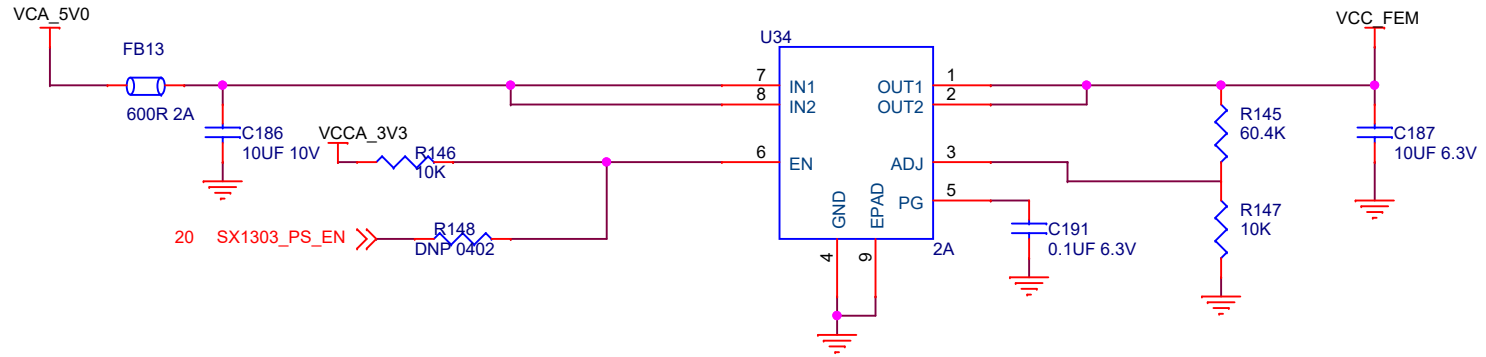 VCA_5V0
VCC_FEM
FB13
U34
600R 2A
7
IN1
OUT1
1
8
IN2
OUT2
2
C186
10UF 10V
R145
60.4K
C187
10UF 6.3V
VCCA_3V3
R146
10K
6
EN
ADJ
3
PG
5
R147
10K
20 SX1303_PS_EN
R148
DNP 0402
GND
EPAD
4
9
2A
C191
0.1UF 6.3V